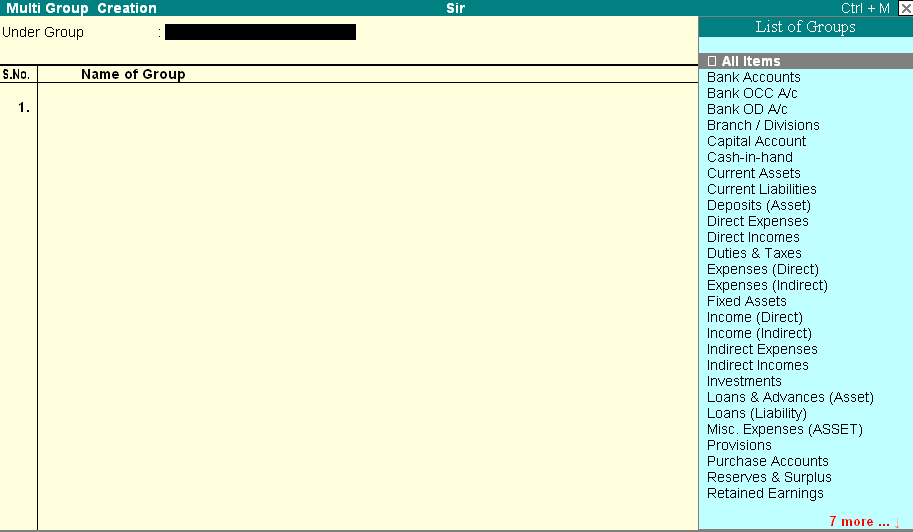 Multi Group Creation Sir Ctrl + M
Under Group :
List of Groups
S.No. Name of Group
1.
All Items
Bank Accounts
Bank OCC A/c
Bank OD A/c
Branch / Divisions
Capital Account
Cash-in-hand
Current Assets
Current Liabilities
Deposits (Asset)
Direct Expenses
Direct Incomes
Duties & Taxes
Expenses (Direct)
Expenses (Indirect)
Fixed Assets
Income (Direct)
Income (Indirect)
Indirect Expenses
Indirect Incomes
Investments
Loans & Advances (Asset)
Loans (Liability)
Misc. Expenses (ASSET)
Provisions
Purchase Accounts
Reserves & Surplus
Retained Earnings
7 more ... ↓